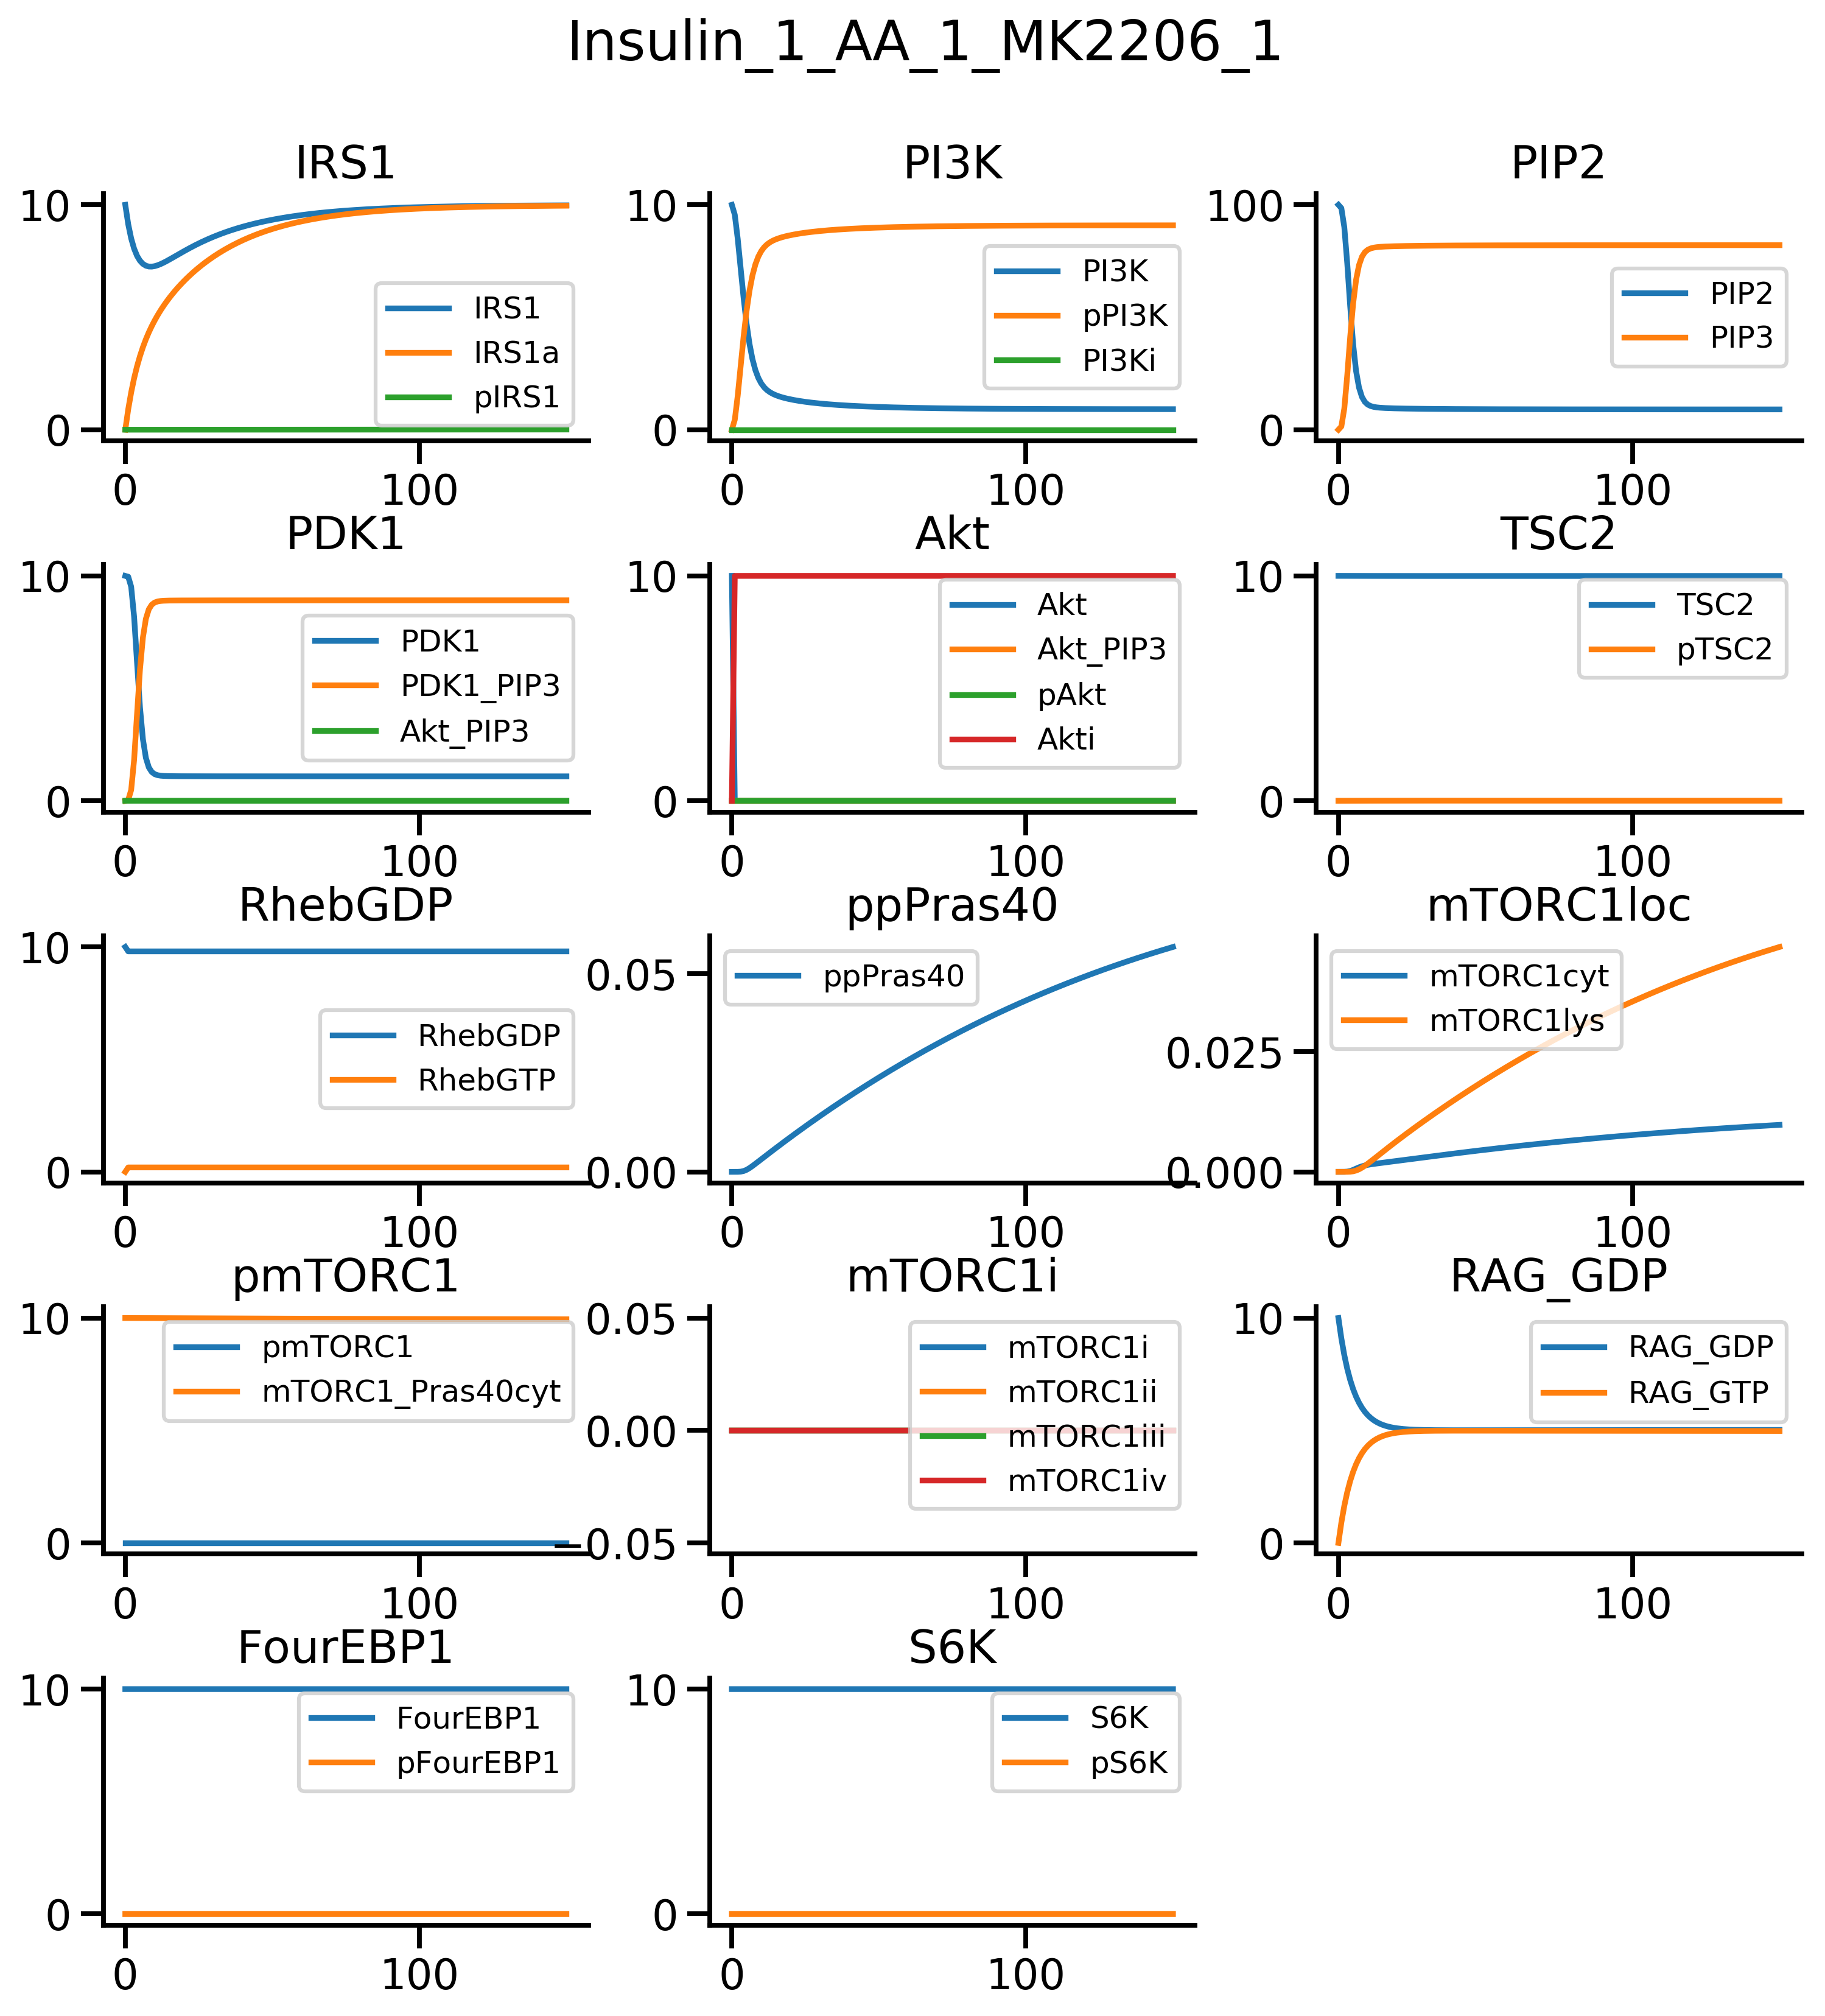 Insulin_1_AA_1_MK2206_1
IRS1
10
0
0
100
IRS1
IRS1a
pIRS1
PI3K
10
0
0
100
PI3K
pPI3K
PI3Ki
PIP2
100
0
0
100
PIP2
PIP3
PDK1
10
0
0
100
PDK1
PDK1_PIP3
Akt_PIP3
Akt
10
0
0
100
Akt
Akt_PIP3
pAkt
Akti
TSC2
10
0
0
100
TSC2
pTSC2
RhebGDP
10
0
0
100
RhebGDP
RhebGTP
ppPras40
0.05
0.00
0
100
ppPras40
mTORC1loc
0.025
0.000
0
100
mTORC1cyt
mTORC1lys
pmTORC1
10
0
0
100
pmTORC1
mTORC1_Pras40cyt
mTORC1i
0.05
0.00
−0.05
0
100
mTORC1i
mTORC1ii
mTORC1iii
mTORC1iv
RAG_GDP
10
0
0
100
RAG_GDP
RAG_GTP
FourEBP1
10
0
0
100
FourEBP1
pFourEBP1
S6K
10
0
0
100
S6K
pS6K